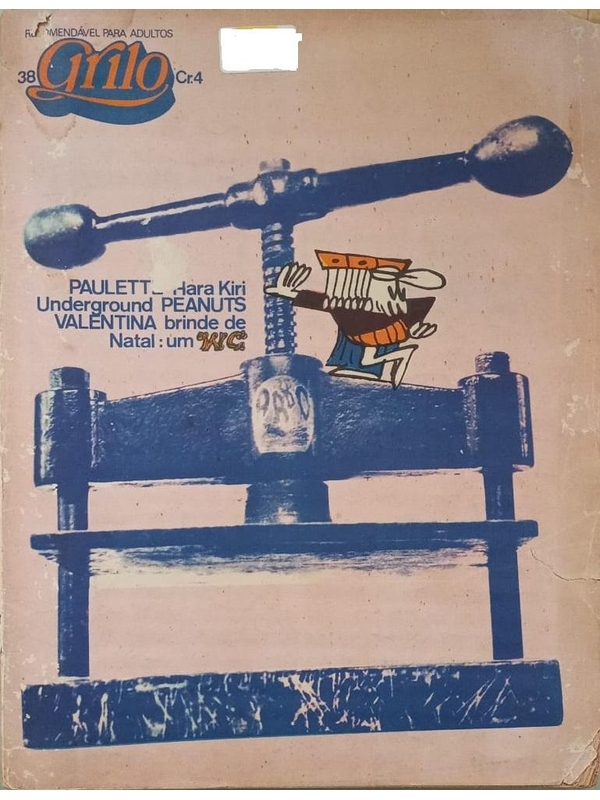 RECOMENDÁVEL PARA ADULTOS
38 Grilo Cr.4
PAULETTE Hara Kiri
Underground PEANUTS
VALENTINA brinde de
Natal : um